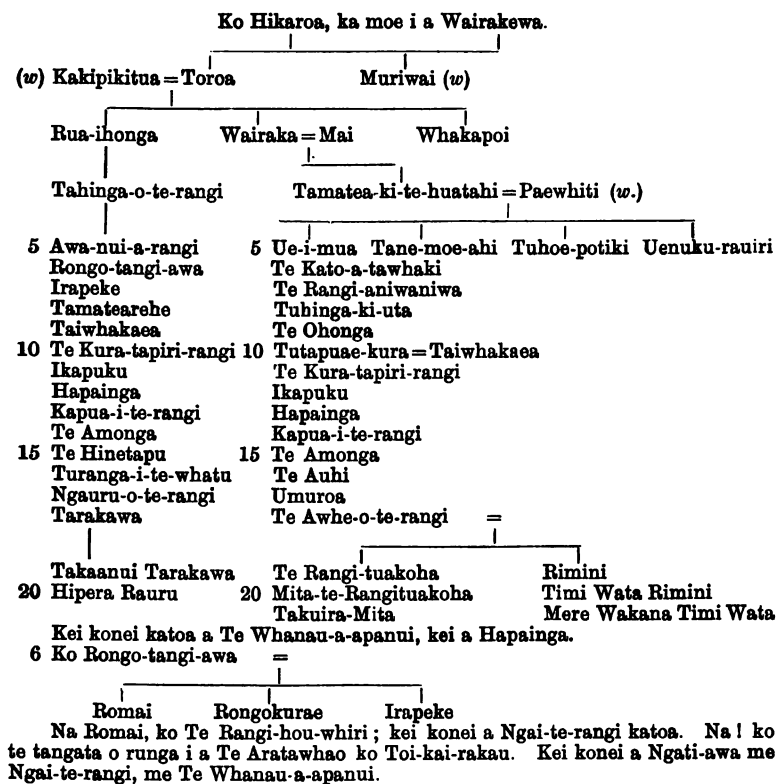 Ko Hikaroa, ka moe i a Wairakewa.
(w) Kakipikitua = Toroa Muriwai (w)
Rua-ihonga Wairaka = Mai Whakapoi
Tahinga-o-te-rangi Tamatea-ki-te-huatahi = Paewhiti (w.)
5 Awa-nui-a-rangi 5 Ue-i-mua Tane-moe-ahi Tuhoe-potiki Uenuku-rauiri
Rongo-tangi-awa Te Kato-a-tawhaki
Irapeke Te Rangi-aniwaniwa
Tamatearehe Tuhinga-ki-uta
Taiwhakaea Te Ohonga
10 Te Kura-tapiri-rangi 10 Tutapuae-kura = Taiwhakaea
Ikapuku Te Kura-tapiri-rangi
Hapainga Ikapuku
Kapua-i-te-rangi Hapainga
Te Amonga Kapua-i-te-rangi
15 Te Hinetapu 15 Te Amonga
Turanga-i-te-whatu Te Auhi
Ngauru-o-te-rangi Umuroa
Tarakawa Te Awhe-o-te-rangi =
Takaanui Tarakawa Te Rangi-tuakoha Rimini
20 Hipera Rauru 20 Mita-te-Rangituakoha Timi Wata Rimini
Takuira-Mita Mere Wakana Timi Wata
Kei konei katoa a Te Whanau-a-apanui, kei a Hapainga.
6 Ko Rongo-tangi-awa =
Romai Rongokurae Irapeke
Na Romai, ko Te Rangi-hou-whiri; kei konei a Ngai-te-rangi katoa. Na! ko
te tangata o runga i a Te Aratawhao ko Toi-kai-rakau. Kei konei a Ngati-awa me
Ngai-te-rangi, me Te Whanau-a-apanui.